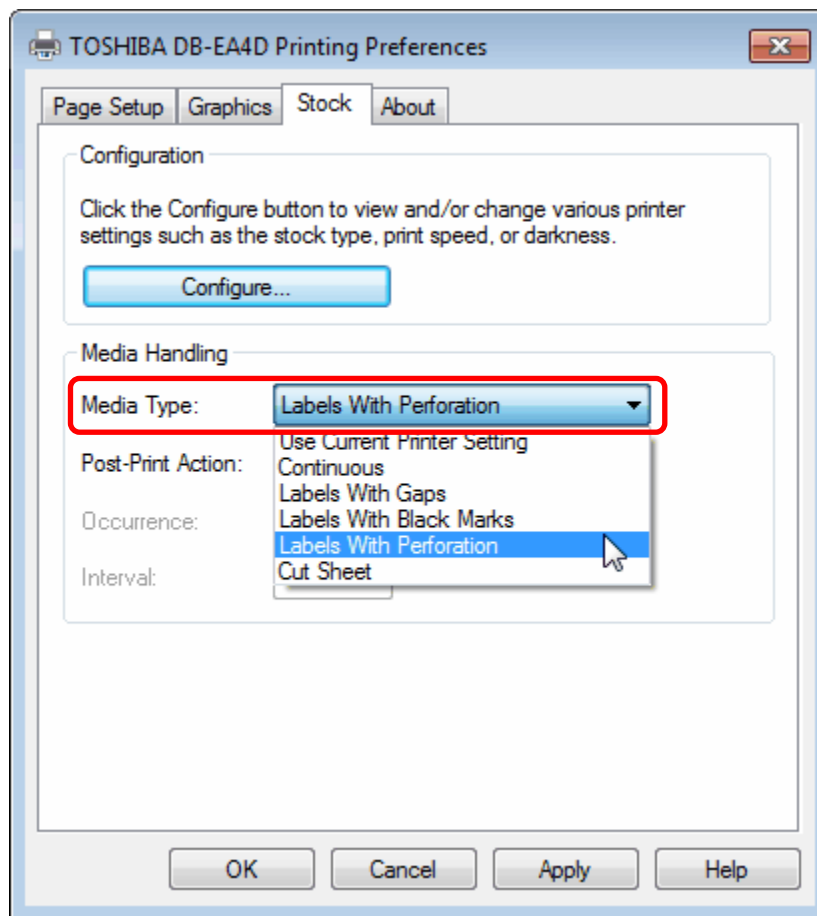 TOSHIBA DB-EA4D Printing Preferences
Page Setup Graphics Stock About
Configuration
Click the Configure button to view and/or change various printer
settings such as the stock type, print speed, or darkness.
Configure...
Media Handling
Media Type: Labels With Perforation
Use Current Printer Setting
Post-Print Action: Continuous
Labels With Gaps
Occurrence: Labels With Black Marks
Labels With Perforation
Interval: Cut Sheet
OK Cancel Apply Help